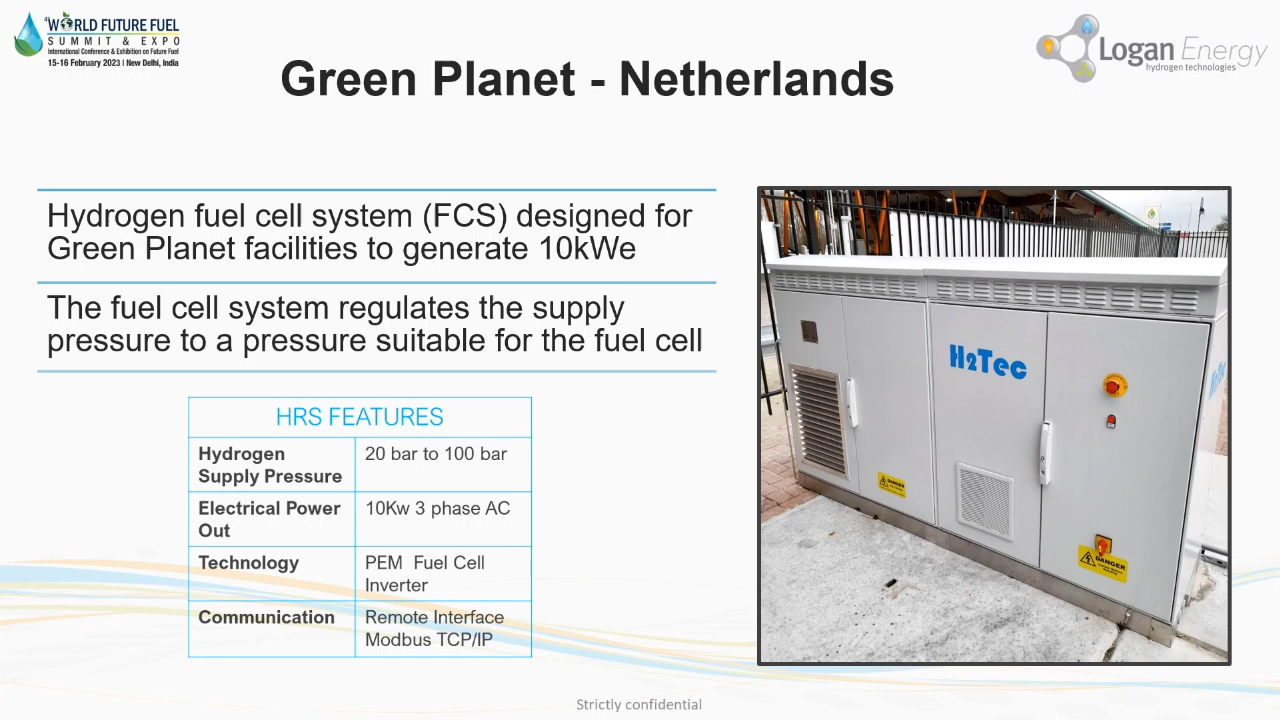 4th WORLD FUTURE FUEL
SUMMIT & EXPO
International Conference & Exhibition on Future Fuel
15-16 February 2023 | New Delhi, India
Logan Energy
hydrogen technologies
Green Planet - Netherlands
Hydrogen fuel cell system (FCS) designed for
Green Planet facilities to generate 10kWe
The fuel cell system regulates the supply
pressure to a pressure suitable for the fuel cell
HRS FEATURES
Hydrogen
Supply Pressure
20 bar to 100 bar
Electrical Power
Out
10Kw 3 phase AC
Technology
PEM Fuel Cell
Inverter
Communication
Remote Interface
Modbus TCP/IP
H2Tec
DANGER
DANGER
Strictly confidential